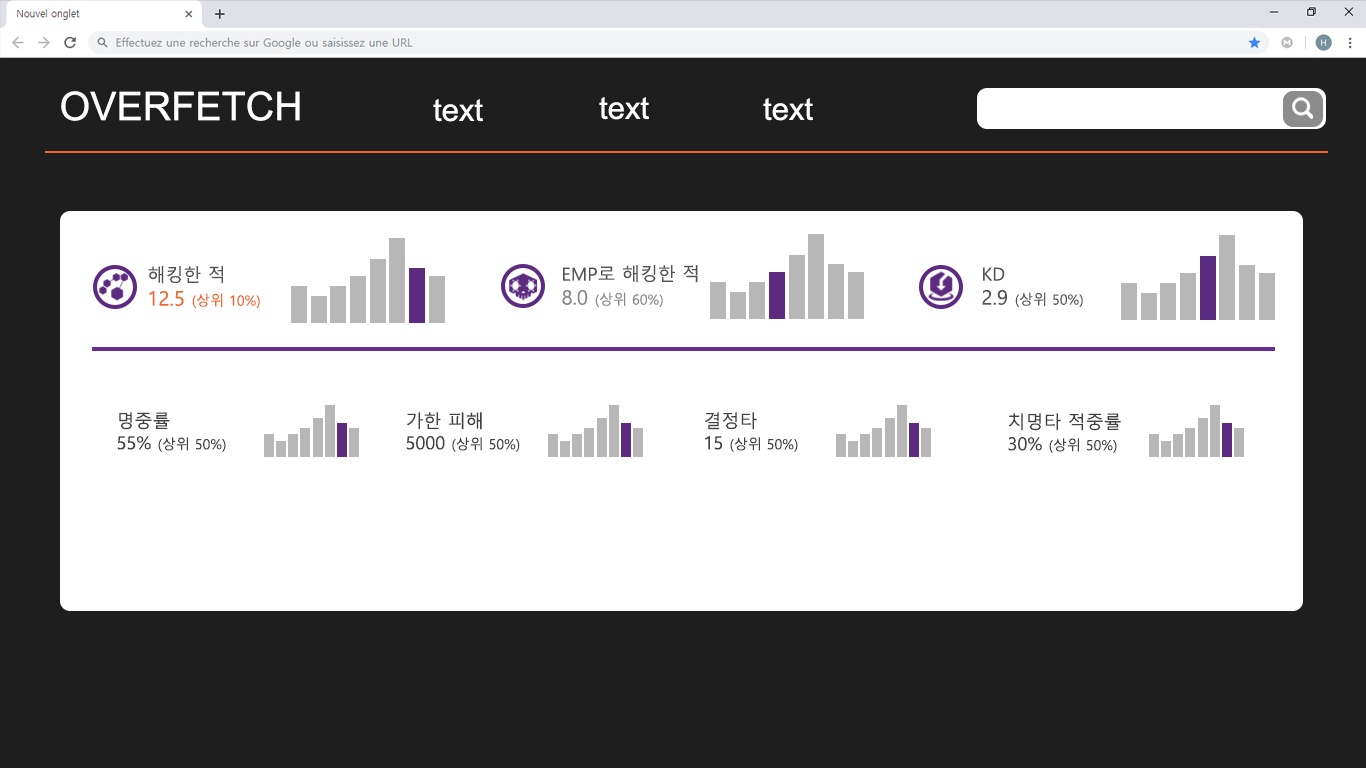 Nouvel onglet
Effectuez une recherche sur Google ou saisissez une URL
H
OVERFETCH
text
text
text
해킹한 적
12.5 (상위 10%)
EMP로 해킹한 적
8.0 (상위 60%)
KD
2.9 (상위 50%)
명중률
55% (상위 50%)
가한 피해
5000 (상위 50%)
결정타
15 (상위 50%)
치명타 적중률
30% (상위 50%)